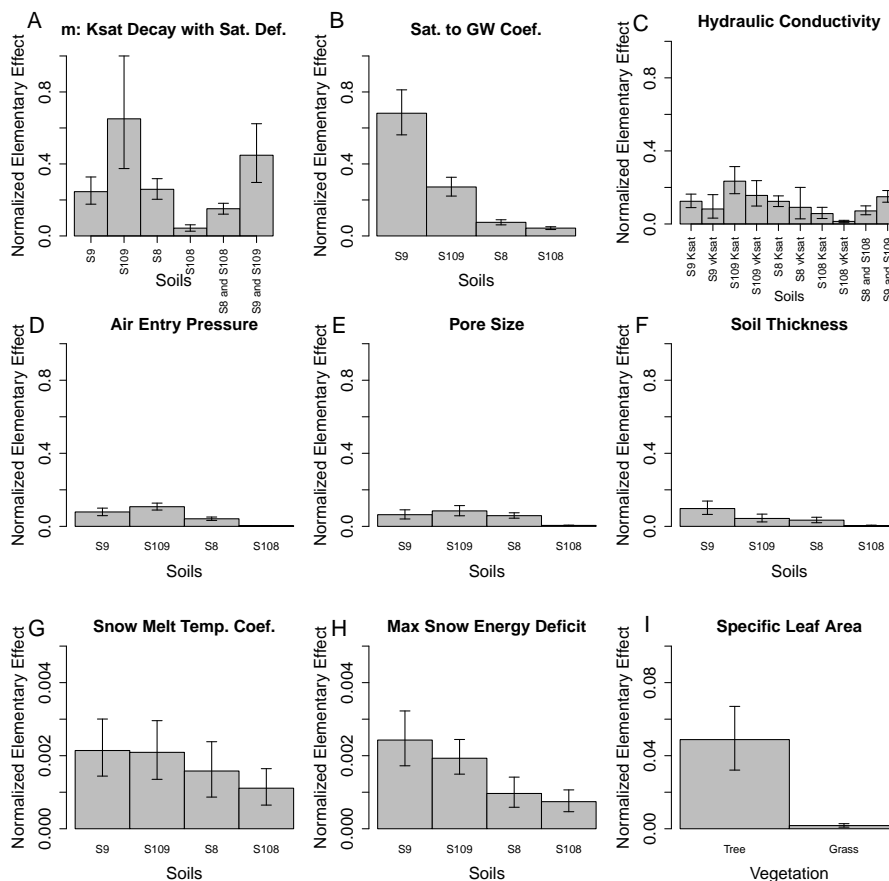 A
m: Ksat Decay with Sat. Def.
Normalized Elementary Effect
0.0 0.4 0.8
S9 S109 S8 S108 S8 and S108 S9 and S109
Soils
B
Sat. to GW Coef.
Normalized Elementary Effect
0.0 0.4 0.8
S9 S109 S8 S108
Soils
C
Hydraulic Conductivity
Normalized Elementary Effect
0.0 0.4 0.8
S9 Ksat S9 vKsat S109 Ksat S109 vKsat S8 Ksat S8 vKsat S108 Ksat S108 vKsat S8 and S108 S9 and S109
Soils
D
Air Entry Pressure
Normalized Elementary Effect
0.0 0.4 0.8
S9 S109 S8 S108
Soils
E
Pore Size
Normalized Elementary Effect
0.0 0.4 0.8
S9 S109 S8 S108
Soils
F
Soil Thickness
Normalized Elementary Effect
0.0 0.4 0.8
S9 S109 S8 S108
Soils
G
Snow Melt Temp. Coef.
Normalized Elementary Effect
0.000 0.002 0.004
S9 S109 S8 S108
Soils
H
Max Snow Energy Deficit
Normalized Elementary Effect
0.000 0.002 0.004
S9 S109 S8 S108
Soils
I
Specific Leaf Area
Normalized Elementary Effect
0.00 0.04 0.08
Tree Grass
Vegetation